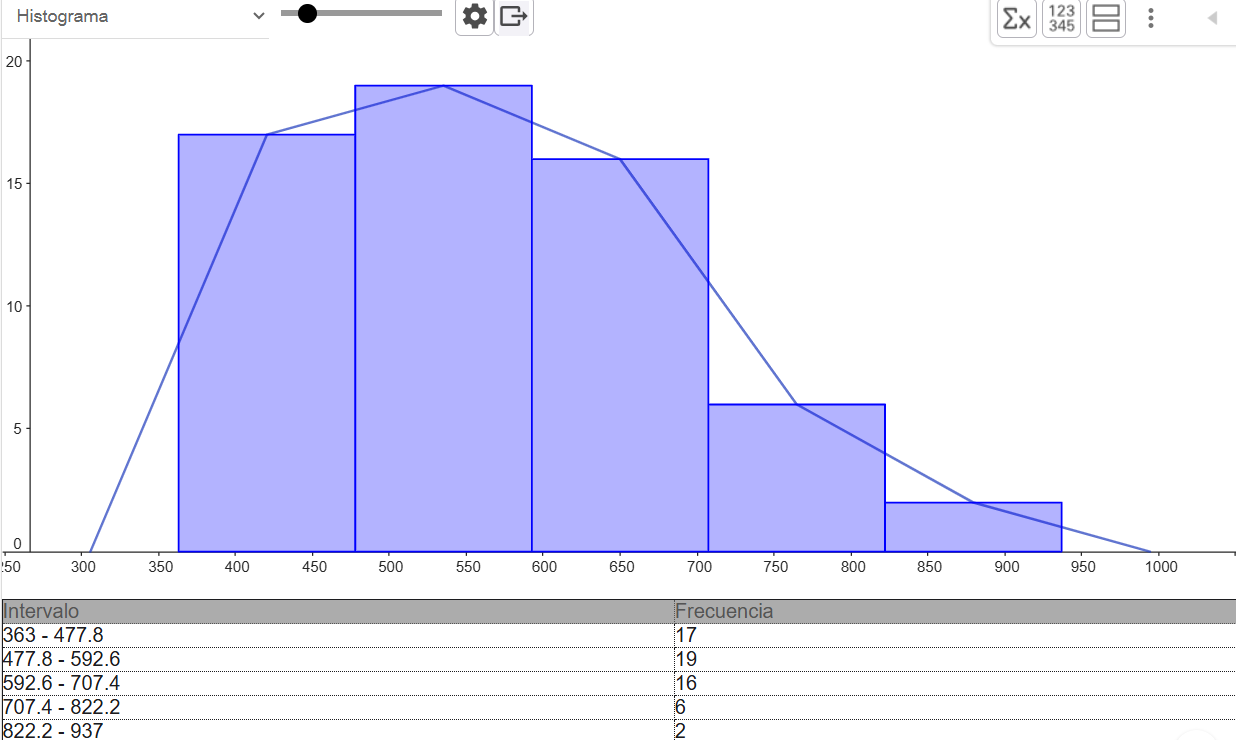 Histograma
Σx
123
345
20
15
10
5
0
250 300 350 400 450 500 550 600 650 700 750 800 850 900 950 1000
Intervalo Frecuencia
363 - 477.8 17
477.8 - 592.6 19
592.6 - 707.4 16
707.4 - 822.2 6
822.2 - 937 2